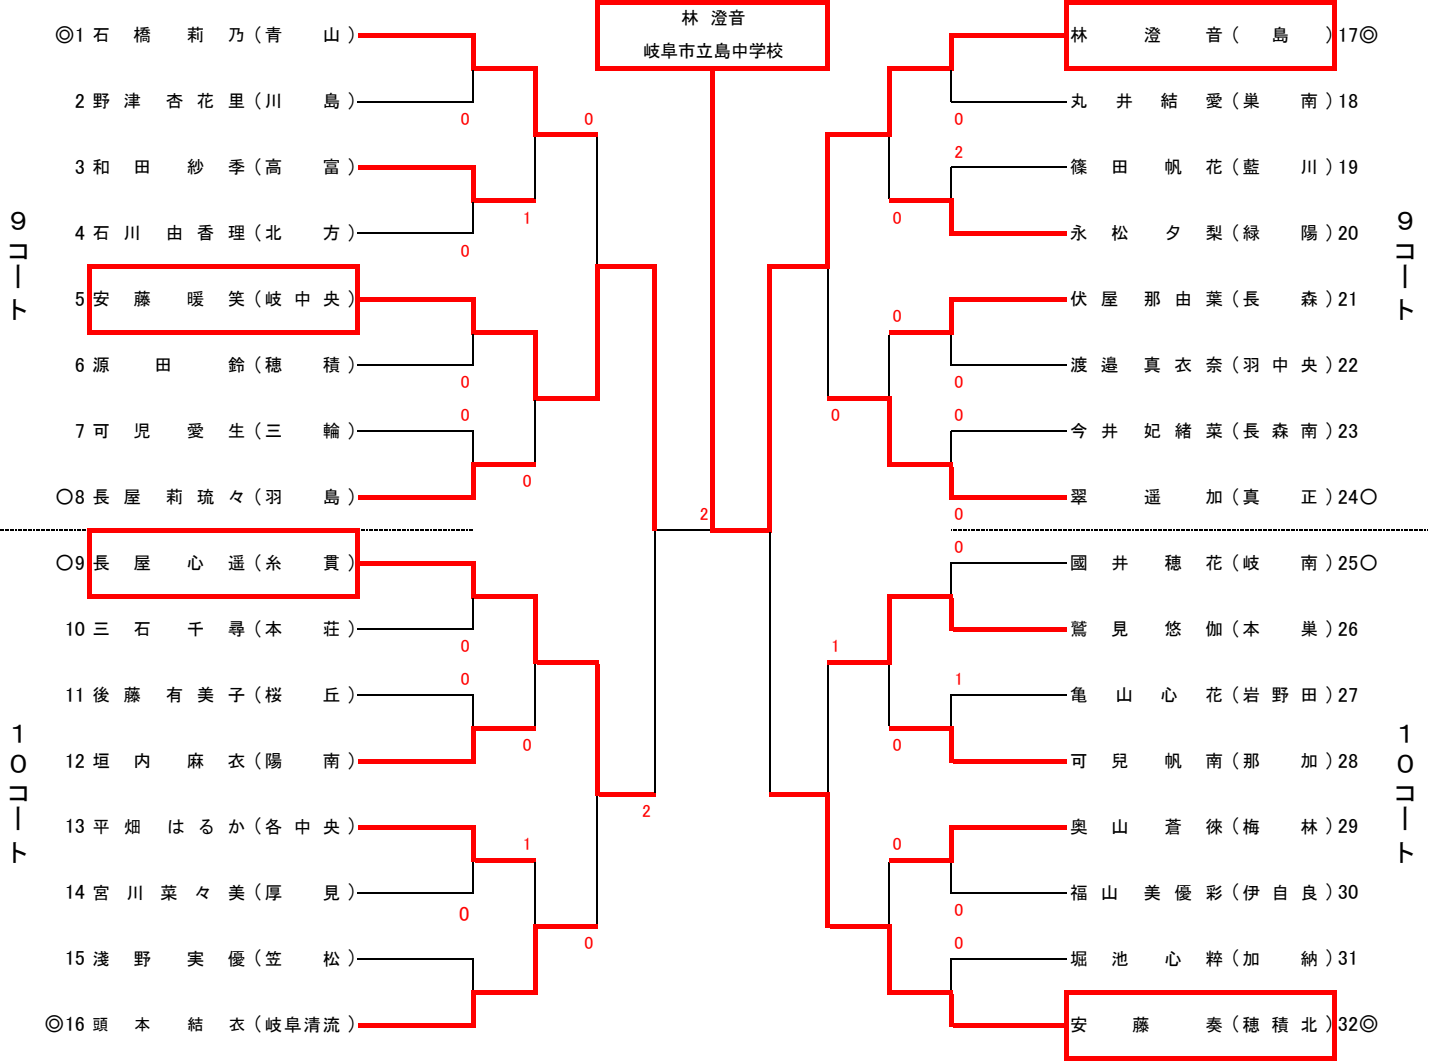 林 澄音
岐阜市立島中学校
9コート
◎1 石橋莉乃(青山)
2 野津杏花里(川島)
0
0
3 和田紗季(高富)
1
4 石川由香理(北方)
0
5 安藤暖笑(岐中央)
6 源田鈴(穂積)
0
0
7 可児愛生(三輪)
0
○8 長屋莉琉々(羽島)
10コート
○9 長屋心遥(糸貫)
10 三石千尋(本荘)
0
0
11 後藤有美子(桜丘)
0
12 垣内麻衣(陽南)
2
13 平畑はるか(各中央)
1
14 宮川菜々美(厚見)
0
0
15 淺野実優(笠松)
◎16 頭本結衣(岐阜清流)
2
9コート
林澄音(島)17◎
丸井結愛(巣南)18
0
2
篠田帆花(藍川)19
0
永松夕梨(緑陽)20
伏屋那由葉(長森)21
0
渡邉真衣奈(羽中央)22
0
0
0
今井妃緒菜(長森南)23
翠遥加(真正)24○
0
10コート
0
國井穂花(岐南)25○
鷲見悠伽(本巣)26
1
1
亀山心花(岩野田)27
0
可兒帆南(那加)28
奥山蒼徠(梅林)29
0
福山美優彩(伊自良)30
0
0
堀池心粹(加納)31
安藤奏(穂積北)32◎